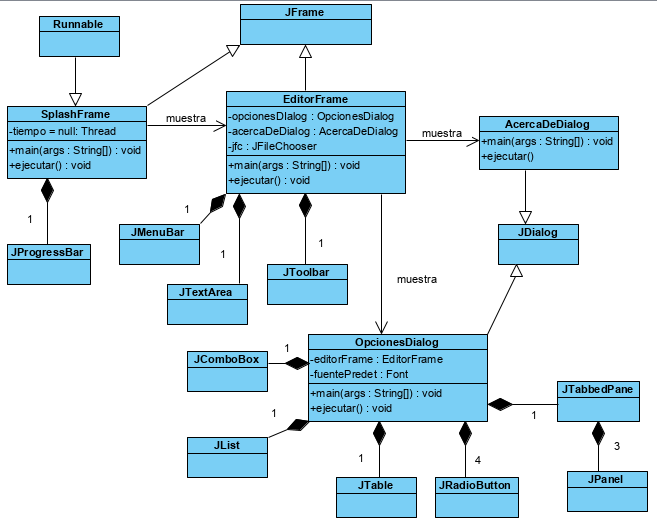 Runnable
JFrame
SplashFrame
-tiempo = null: Thread
+main(args : String[]) : void
+ejecutar() : void
muestra
EditorFrame
-opcionesDIalog : OpcionesDialog
-acercaDeDialog : AcercaDeDialog
-jfc : JFileChooser
+main(args : String[]) : void
+ejecutar() : void
muestra
AcercaDeDialog
+main(args : String[]) : void
+ejecutar()
1
JProgressBar
1
JMenuBar
1
JTextArea
1
JToolbar
JDialog
muestra
OpcionesDialog
-editorFrame : EditorFrame
-fuentePredet : Font
+main(args : String[]) : void
+ejecutar() : void
1
JComboBox
1
JList
1
JTable
4
JRadioButton
1
JTabbedPane
3
JPanel